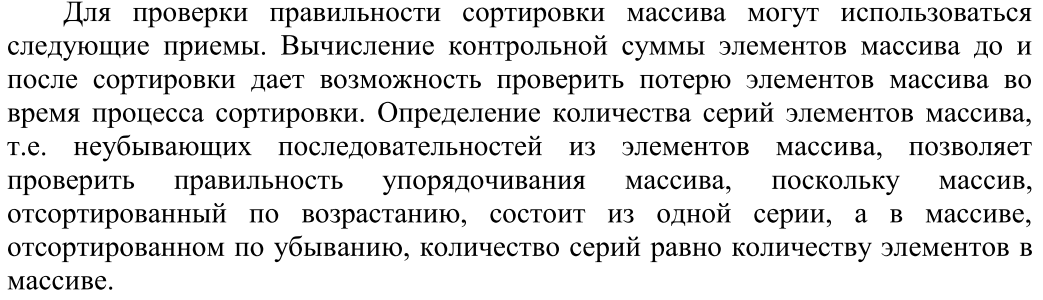 Для проверки правильности сортировки массива могут использоваться
следующие приемы. Вычисление контрольной суммы элементов массива до и
после сортировки дает возможность проверить потерю элементов массива во
время процесса сортировки. Определение количества серий элементов массива,
т.е. неубывающих последовательностей из элементов массива, позволяет
проверить правильность упорядочивания массива, поскольку массив,
отсортированный по возрастанию, состоит из одной серии, а в массиве,
отсортированном по убыванию, количество серий равно количеству элементов в
массиве.